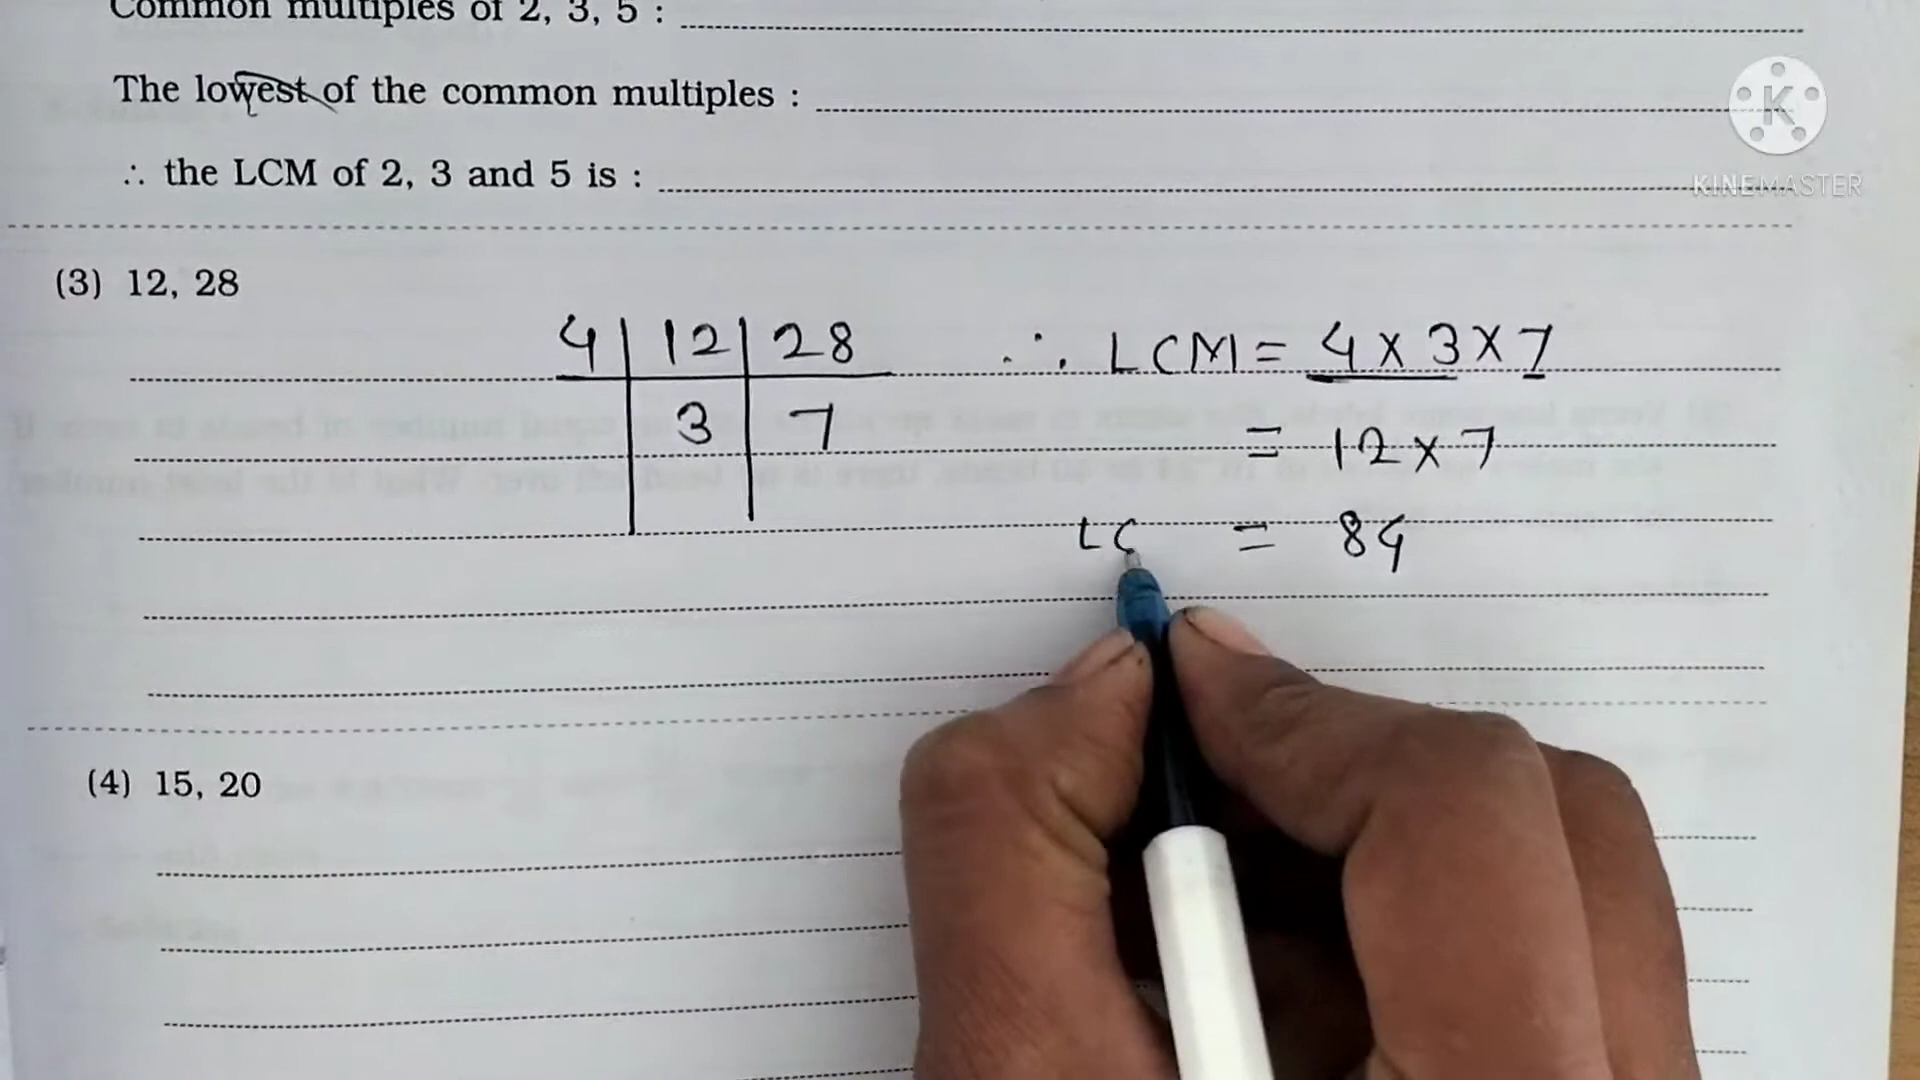 Common multiples of 2, 3, 5 :
The lowest of the common multiples :
∴ the LCM of 2, 3 and 5 is :
K
KINEMASTER
(3) 12, 28
4 | 12 | 28
3 | 7
∴ LCM = 4 × 3 × 7
= 12 × 7
LC = 84
(4) 15, 20